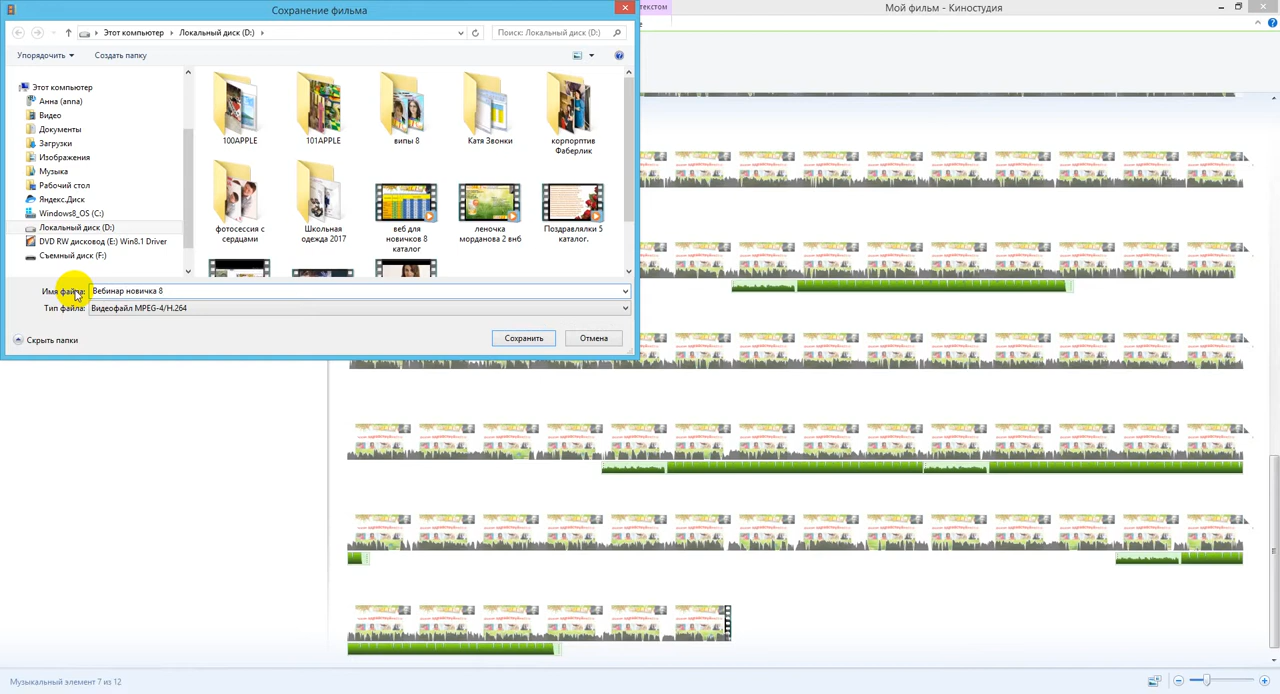 Сохранение фильма
текстом
Мой фильм - Киностудия
Этот компьютер
Локальный диск (D:)
Поиск: Локальный диск (D:)
Упорядочить
Создать папку
Этот компьютер
Анна (anna)
Видео
Документы
Загрузки
Изображения
Музыка
Рабочий стол
Яндекс.Диск
Windows8_OS (C:)
Локальный диск (D:)
DVD RW дисковод (E:) Win8.1 Driver
Съемный диск (F:)
100APPLE
101APPLE
випы 8
Катя Звонки
корпорптив
Фаберлик
фотосессия с
сердцами
Школьная
одежда 2017
веб для
новичков 8
каталог
леночка
морданова 2 внб
Поздравлялки 5
каталог.
Имя файла:
Вебинар новичка 8
Тип файла:
Видеофайл MPEG-4/H.264
Скрыть папки
Сохранить
Отмена
Музыкальный элемент 7 из 12